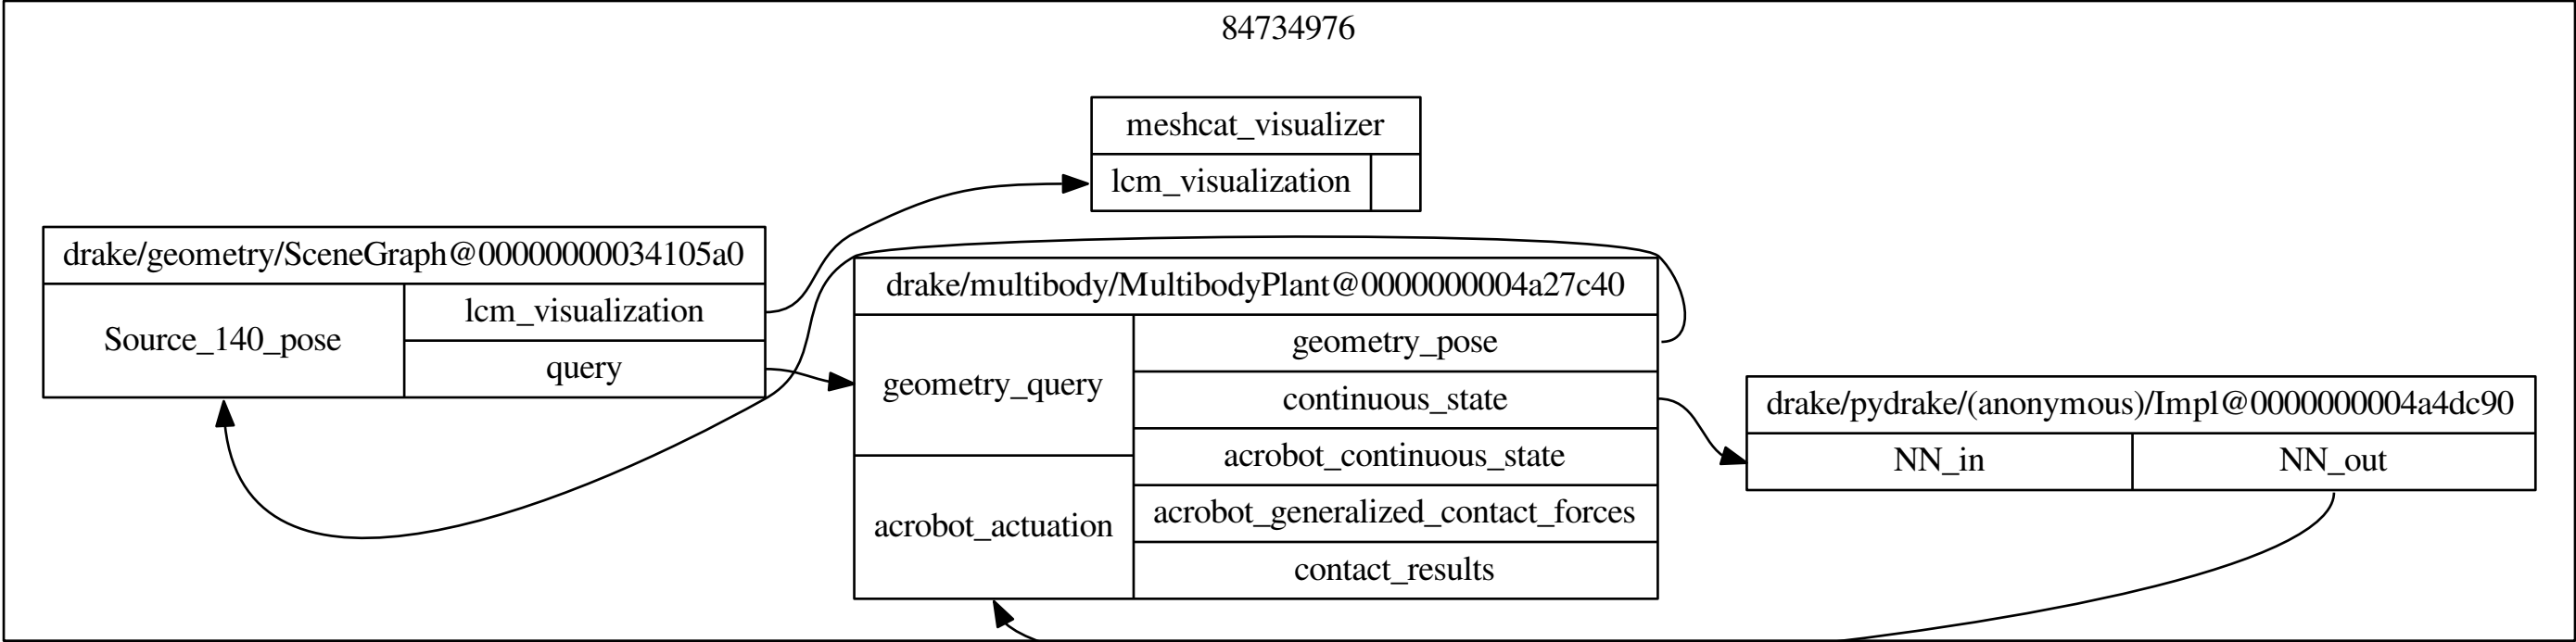 84734976
meshcat_visualizer
lcm_visualization
drake/geometry/SceneGraph@00000000034105a0
Source_140_pose
lcm_visualization
query
drake/multibody/MultibodyPlant@0000000004a27c40
geometry_query
acrobot_actuation
geometry_pose
continuous_state
acrobot_continuous_state
acrobot_generalized_contact_forces
contact_results
drake/pydrake/(anonymous)/Impl@0000000004a4dc90
NN_in
NN_out